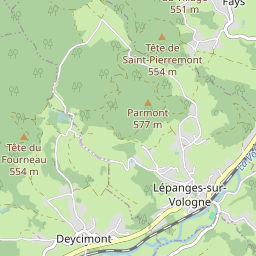 551 m
Fays
Tête de
Saint-Pierremont
554 m
Parmont
577 m
Tête du
Fourneau
554 m
Lépanges-sur-
Vologne
Deycimont